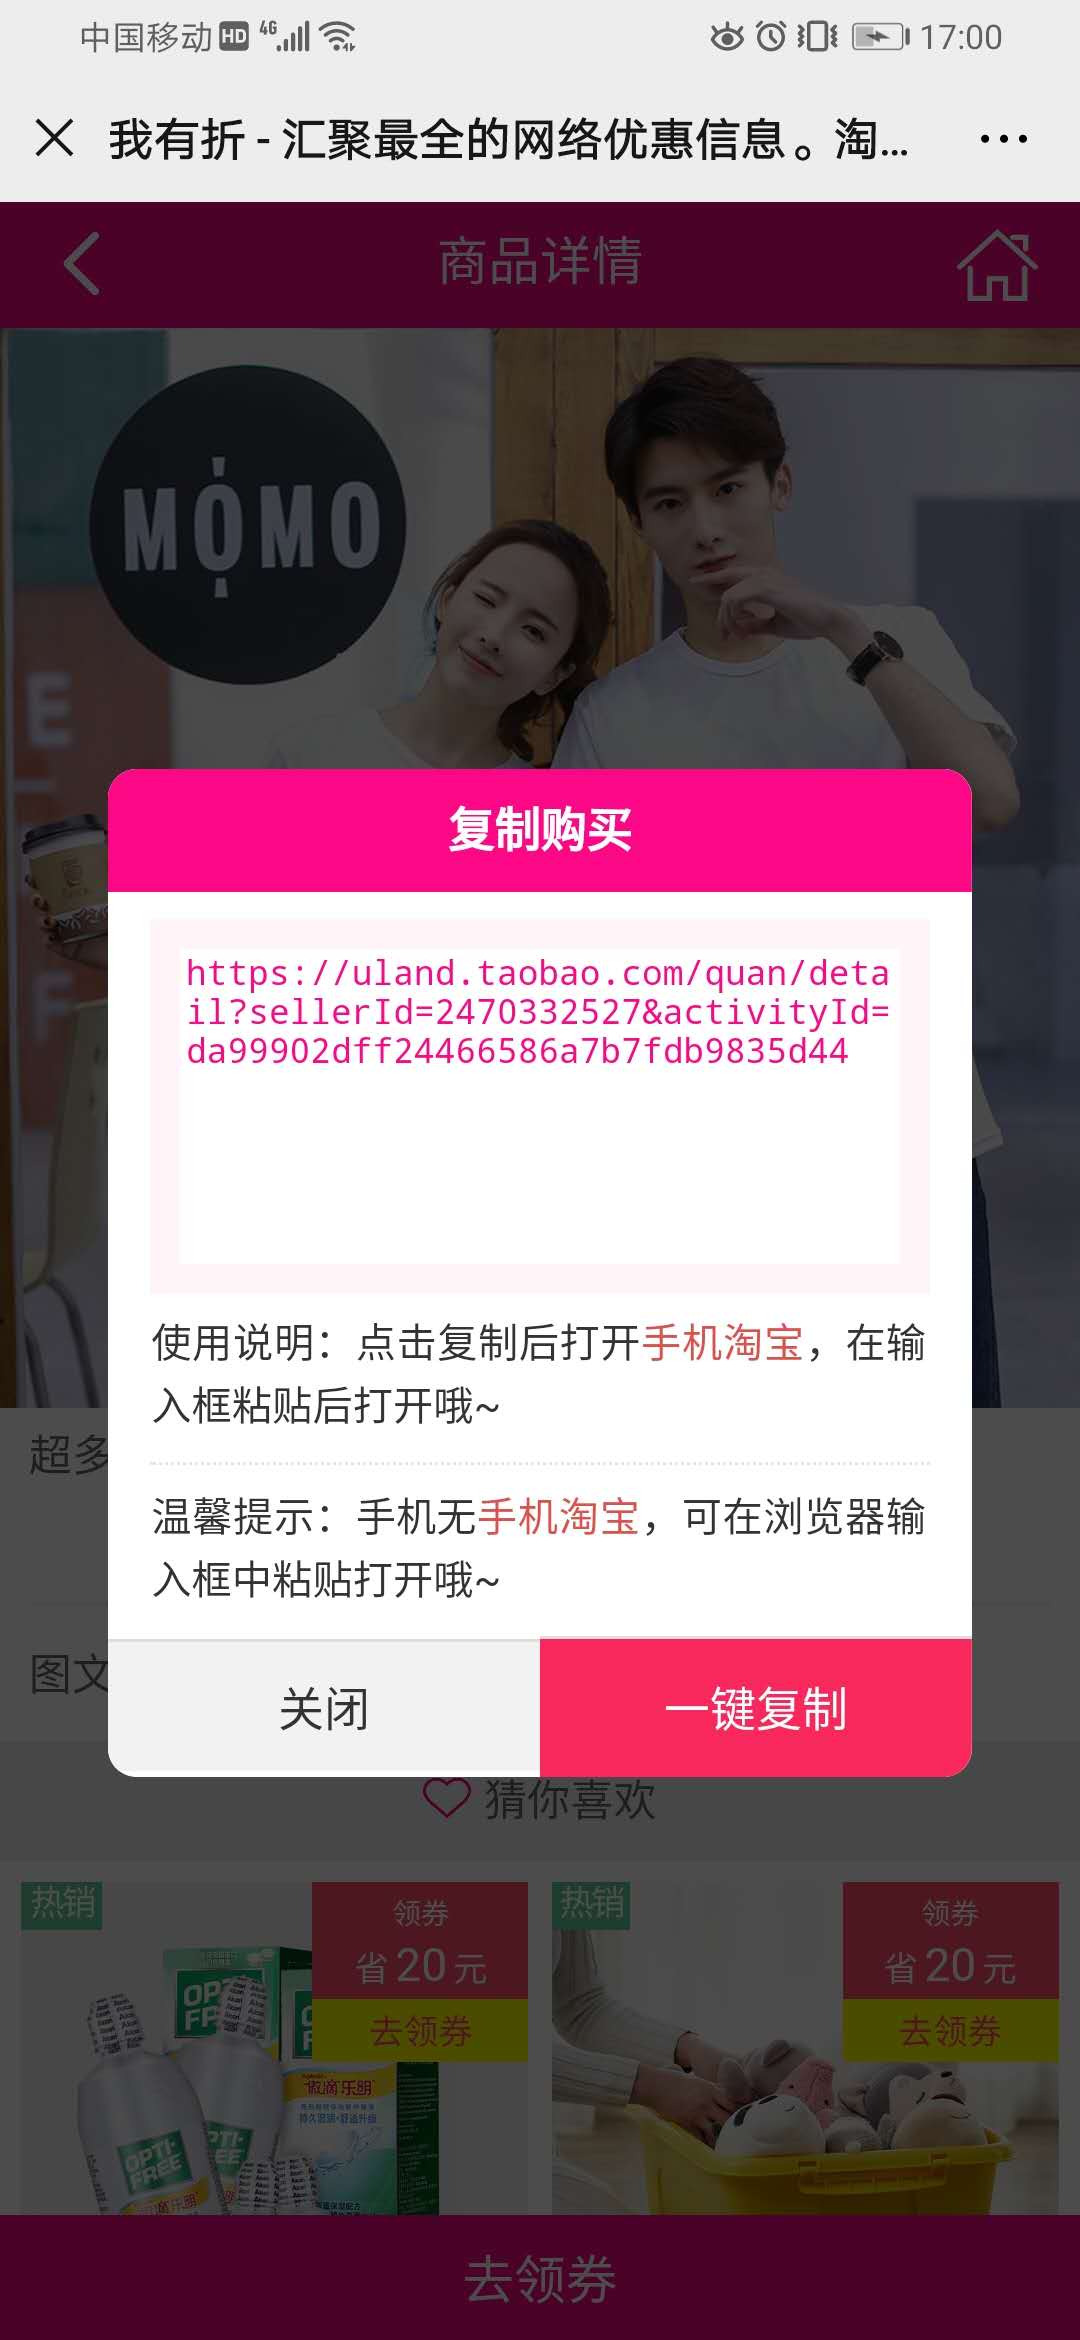 中国移动 HD 4G 17:00
我有折 - 汇聚最全的网络优惠信息。淘...
商品详情
MOMO
E
F
复制购买
https://uland.taobao.com/quan/deta
il?sellerId=2470332527&activityId=
da99902dff24466586a7b7fdb9835d44
使用说明：点击复制后打开手机淘宝，在输
入框粘贴后打开哦~
温馨提示：手机无手机淘宝，可在浏览器输
入框中粘贴打开哦~
超多
图文
关闭
一键复制
猜你喜欢
热销
领券
省20元
去领券
OPTI-
FREE
傲滴乐明
热销
领券
省20元
去领券
去领券